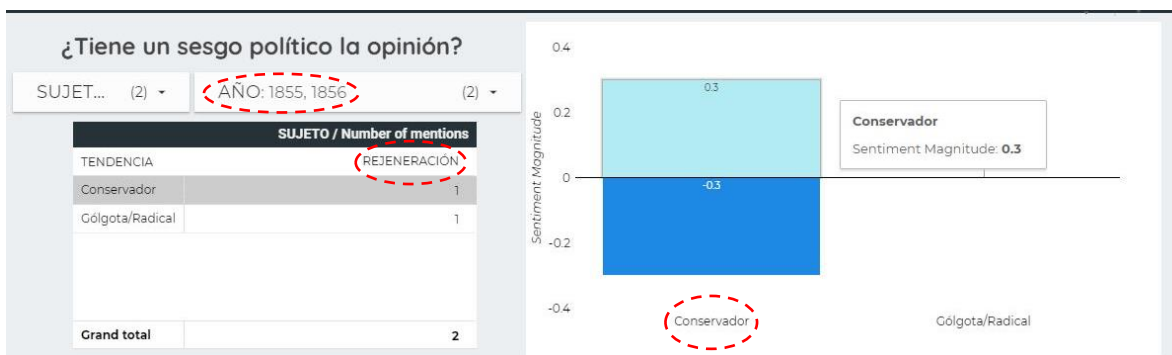 ¿Tiene un sesgo político la opinión?
SUJET... (2)
AÑO: 1855, 1856 (2)
SUJETO / Number of mentions
TENDENCIA REJENERACIÓN
Conservador 1
Gólgota/Radical 1
Grand total 2
Sentiment Magnitude
0.4
0.2
0
-0.2
-0.4
0.3
-0.3
Conservador
Sentiment Magnitude: 0.3
Conservador Gólgota/Radical